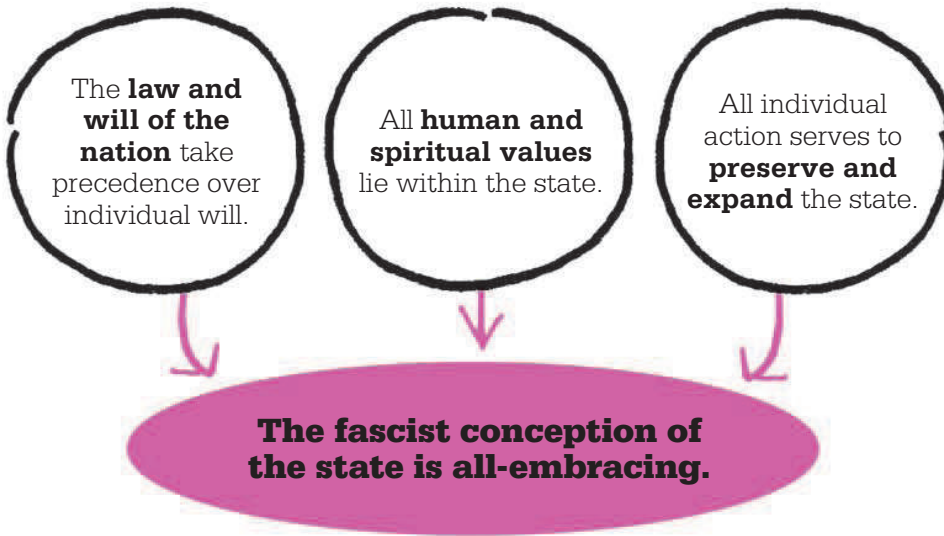 The law and
will of the
nation take
precedence over
individual will.
All human and
spiritual values
lie within the state.
All individual
action serves to
preserve and
expand the state.
The fascist conception of
the state is all-embracing.